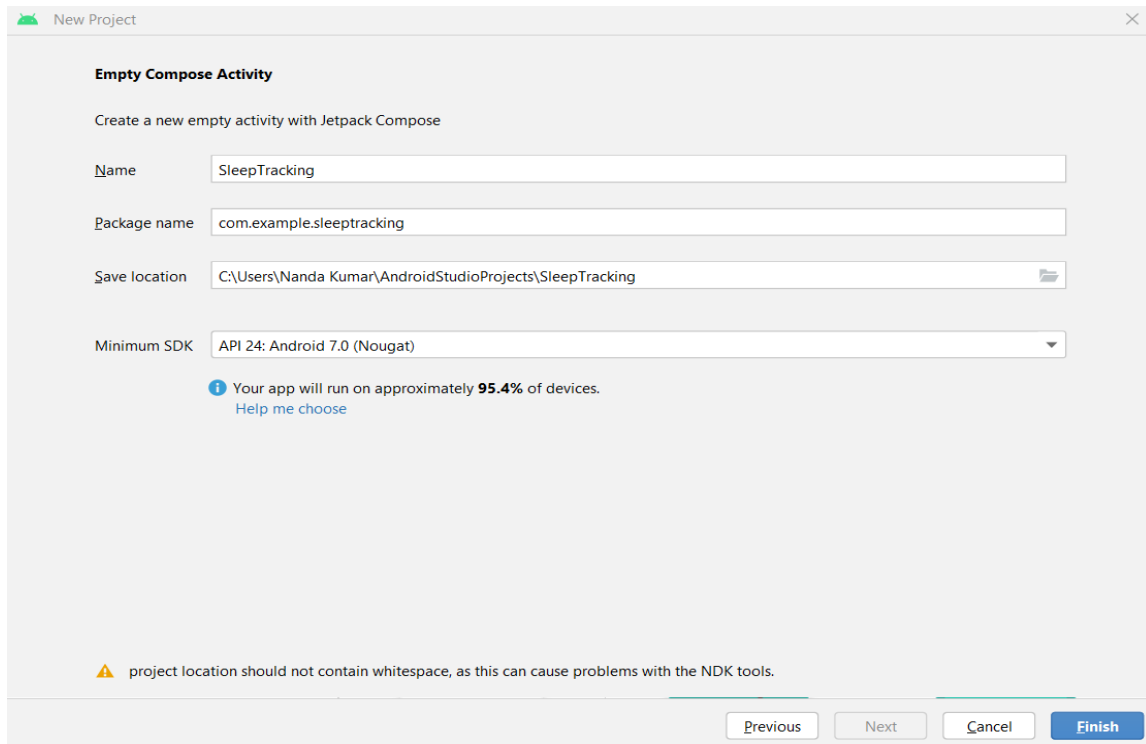 New Project
Empty Compose Activity
Create a new empty activity with Jetpack Compose
Name SleepTracking
Package name com.example.sleeptracking
Save location C:\Users\Nanda Kumar\AndroidStudioProjects\SleepTracking
Minimum SDK API 24: Android 7.0 (Nougat)
Your app will run on approximately 95.4% of devices.
Help me choose
project location should not contain whitespace, as this can cause problems with the NDK tools.
Previous Next Cancel Finish